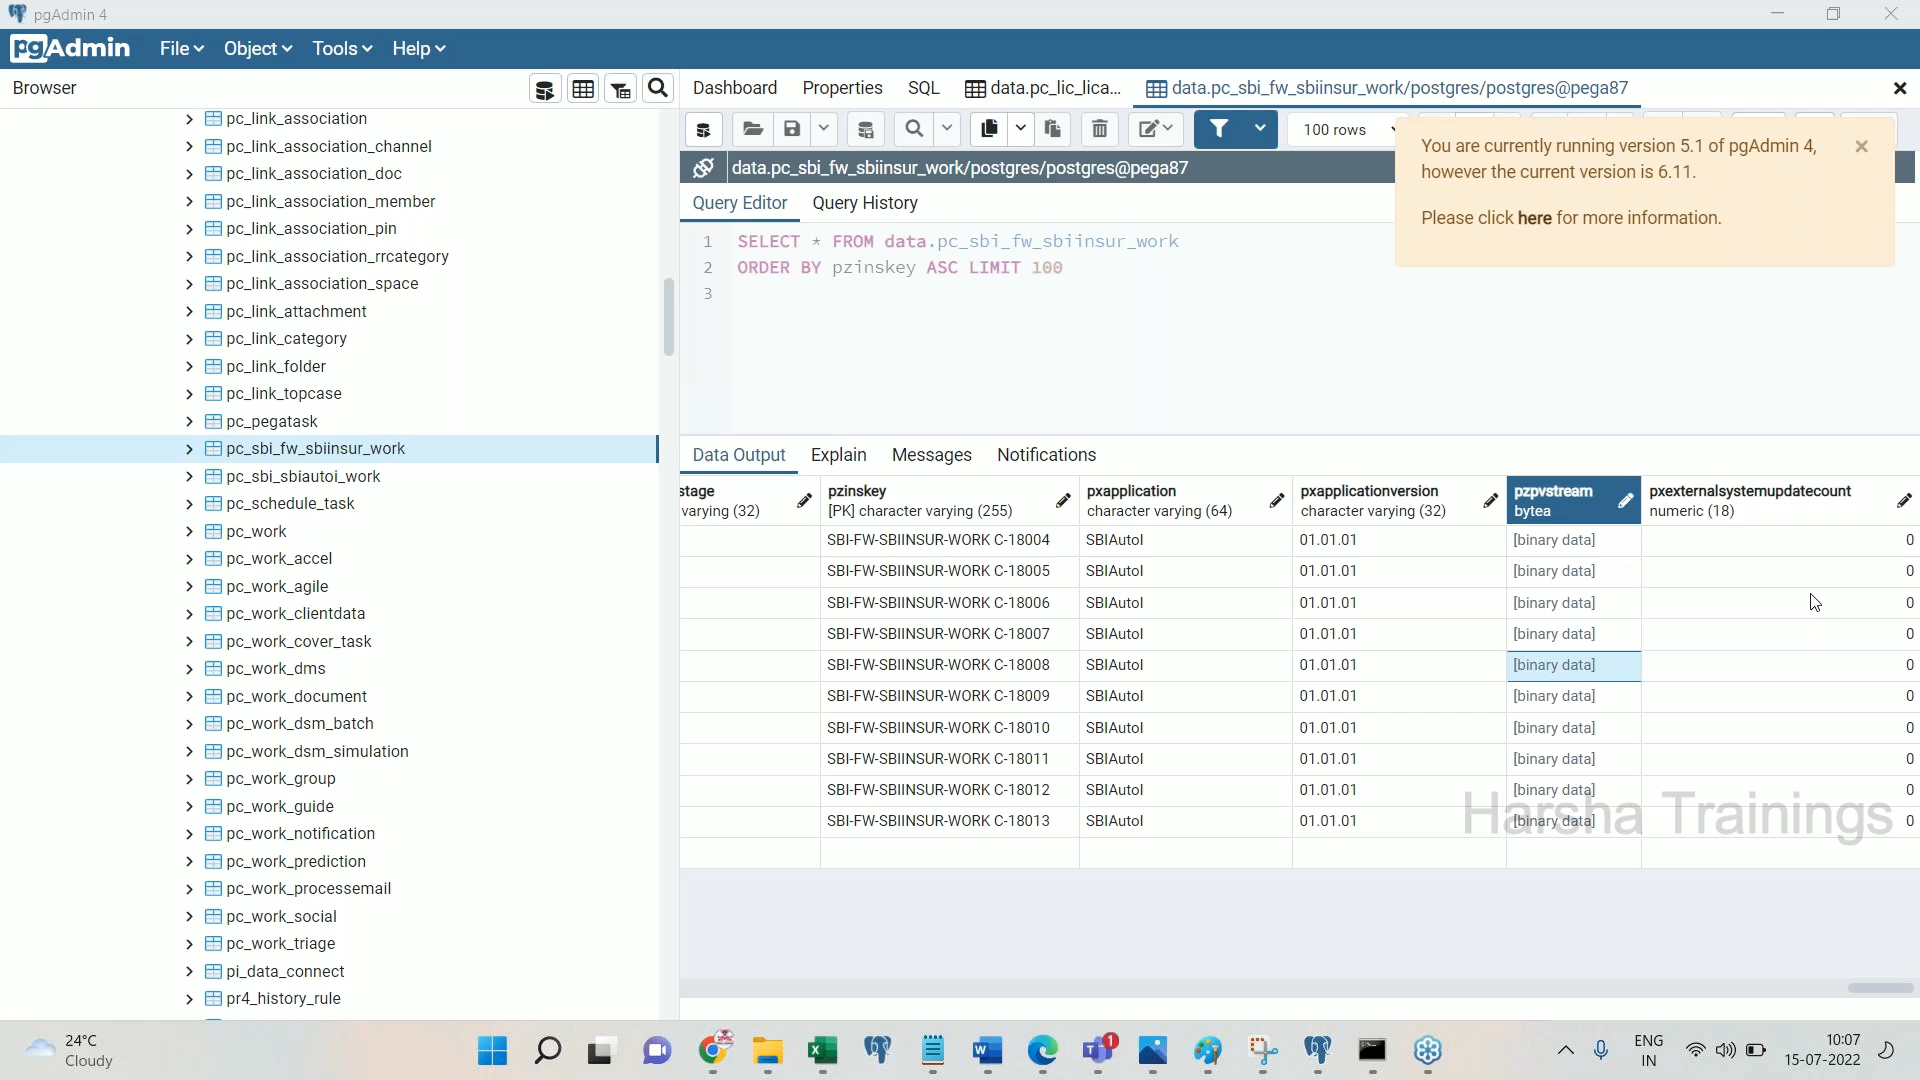 pgAdmin 4
pgAdmin File Object Tools Help
Browser
Dashboard Properties SQL data.pc_lic_lica... data.pc_sbi_fw_sbiinsur_work/postgres/postgres@pega87
100 rows
data.pc_sbi_fw_sbiinsur_work/postgres/postgres@pega87
You are currently running version 5.1 of pgAdmin 4,
however the current version is 6.11.
Please click here for more information.
Query Editor Query History
1 SELECT * FROM data.pc_sbi_fw_sbiinsur_work
2 ORDER BY pzinskey ASC LIMIT 100
3
pc_link_association
pc_link_association_channel
pc_link_association_doc
pc_link_association_member
pc_link_association_pin
pc_link_association_rrcategory
pc_link_association_space
pc_link_attachment
pc_link_category
pc_link_folder
pc_link_topcase
pc_pegatask
pc_sbi_fw_sbiinsur_work
pc_sbi_sbiautoi_work
pc_schedule_task
pc_work
pc_work_accel
pc_work_agile
pc_work_clientdata
pc_work_cover_task
pc_work_dms
pc_work_document
pc_work_dsm_batch
pc_work_dsm_simulation
pc_work_group
pc_work_guide
pc_work_notification
pc_work_prediction
pc_work_processemail
pc_work_social
pc_work_triage
pi_data_connect
pr4_history_rule
Data Output Explain Messages Notifications
stage pzinskey pxapplication pxapplicationversion pzpvstream pxexternalsystemupdatecount
varying (32) [PK] character varying (255) character varying (64) character varying (32) bytea numeric (18)
SBI-FW-SBIINSUR-WORK C-18004 SBIAutoI 01.01.01 [binary data] 0
SBI-FW-SBIINSUR-WORK C-18005 SBIAutoI 01.01.01 [binary data] 0
SBI-FW-SBIINSUR-WORK C-18006 SBIAutoI 01.01.01 [binary data] 0
SBI-FW-SBIINSUR-WORK C-18007 SBIAutoI 01.01.01 [binary data] 0
SBI-FW-SBIINSUR-WORK C-18008 SBIAutoI 01.01.01 [binary data] 0
SBI-FW-SBIINSUR-WORK C-18009 SBIAutoI 01.01.01 [binary data] 0
SBI-FW-SBIINSUR-WORK C-18010 SBIAutoI 01.01.01 [binary data] 0
SBI-FW-SBIINSUR-WORK C-18011 SBIAutoI 01.01.01 [binary data] 0
SBI-FW-SBIINSUR-WORK C-18012 SBIAutoI 01.01.01 [binary data] 0
SBI-FW-SBIINSUR-WORK C-18013 SBIAutoI 01.01.01 [binary data] 0
Harsha Trainings
24°C
Cloudy
1
ENG
IN
10:07
15-07-2022